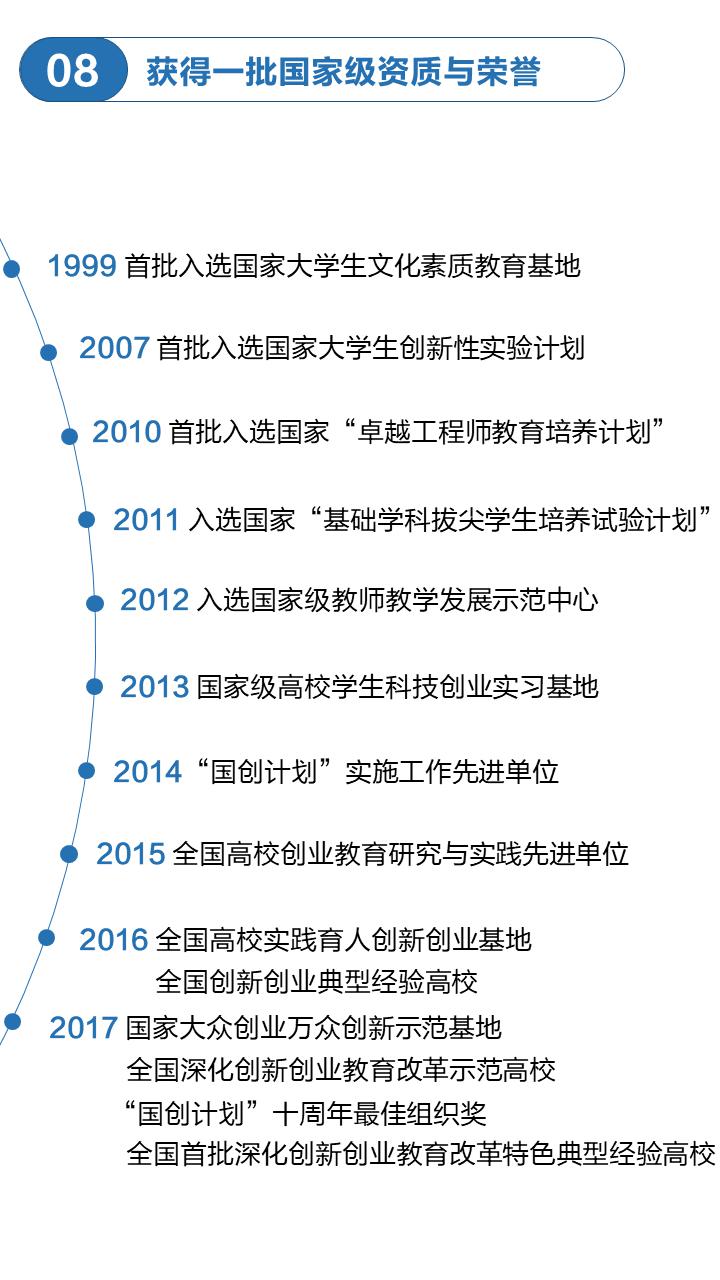 08 获得一批国家级资质与荣誉
1999 首批入选国家大学生文化素质教育基地
2007 首批入选国家大学生创新性实验计划
2010 首批入选国家“卓越工程师教育培养计划”
2011 入选国家“基础学科拔尖学生培养试验计划”
2012 入选国家级教师教学发展示范中心
2013 国家级高校学生科技创业实习基地
2014 “国创计划”实施工作先进单位
2015 全国高校创业教育研究与实践先进单位
2016 全国高校实践育人创新创业基地
全国创新创业典型经验高校
2017 国家大众创业万众创新示范基地
全国深化创新创业教育改革示范高校
“国创计划”十周年最佳组织奖
全国首批深化创新创业教育改革特色典型经验高校